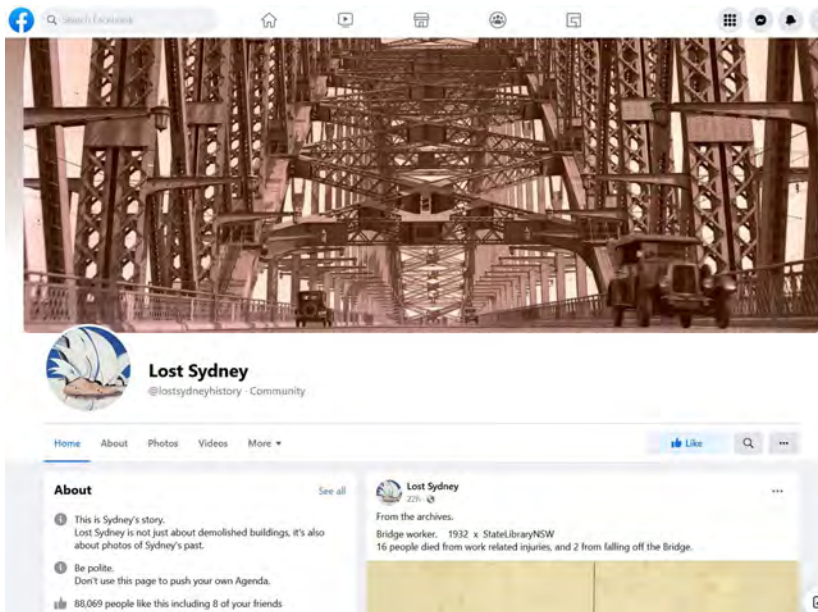 Search Facebook
Lost Sydney
@lostsydneyhistory · Community
Home About Photos Videos More
Like
About
See all
This is Sydney's story.
Lost Sydney is not just about demolished buildings, it's also
about photos of Sydney's past.
Be polite.
Don't use this page to push your own Agenda.
88,069 people like this including 8 of your friends
Lost Sydney
22h ·
From the archives.
Bridge worker. 1932 x StateLibraryNSW
16 people died from work related injuries, and 2 from falling off the Bridge.